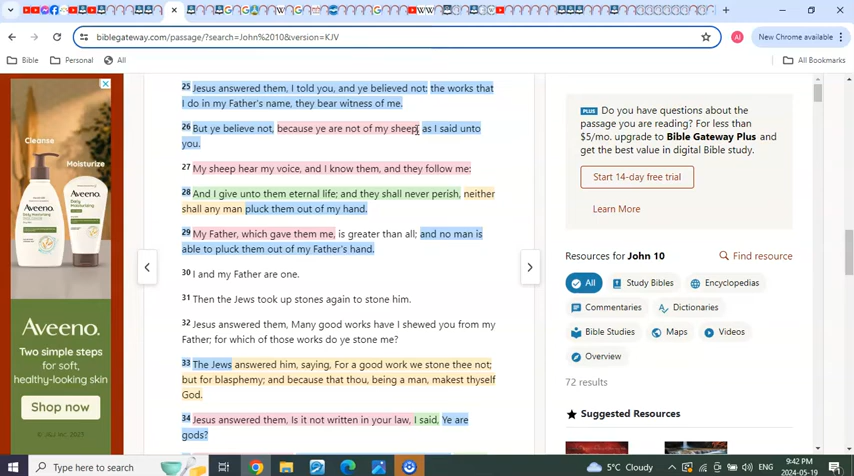 biblegateway.com/passage/?search=John%2010&version=KJV
New Chrome available
Bible
Personal
All
All Bookmarks
25 Jesus answered them, I told you, and ye believed not: the works that
I do in my Father's name, they bear witness of me.
26 But ye believe not, because ye are not of my sheep, as I said unto
you.
27 My sheep hear my voice, and I know them, and they follow me:
28 And I give unto them eternal life; and they shall never perish, neither
shall any man pluck them out of my hand.
29 My Father, which gave them me, is greater than all; and no man is
able to pluck them out of my Father's hand.
30 I and my Father are one.
31 Then the Jews took up stones again to stone him.
32 Jesus answered them, Many good works have I shewed you from my
Father; for which of those works do ye stone me?
33 The Jews answered him, saying, For a good work we stone thee not;
but for blasphemy; and because that thou, being a man, makest thyself
God.
34 Jesus answered them, Is it not written in your law, I said, Ye are
gods?
Cleanse
Moisturize
Aveeno
Aveeno
Aveeno.
Two simple
steps for
for soft,
healthy-looking
skin
Shop now
© J&JCI 2023
PLUS Do you have questions about the
passage you are reading? For less than
$5/mo. upgrade to Bible Gateway Plus and
get the best value in digital Bible study.
Start 14-day free trial
Learn More
Resources for John 10
Find resource
All
Study Bibles
Encyclopedias
Commentaries
Dictionaries
Bible Studies
Maps
Videos
Overview
72 results
Suggested Resources
Type here to search
5°C Cloudy
ENG
9:42 PM
2024-05-19